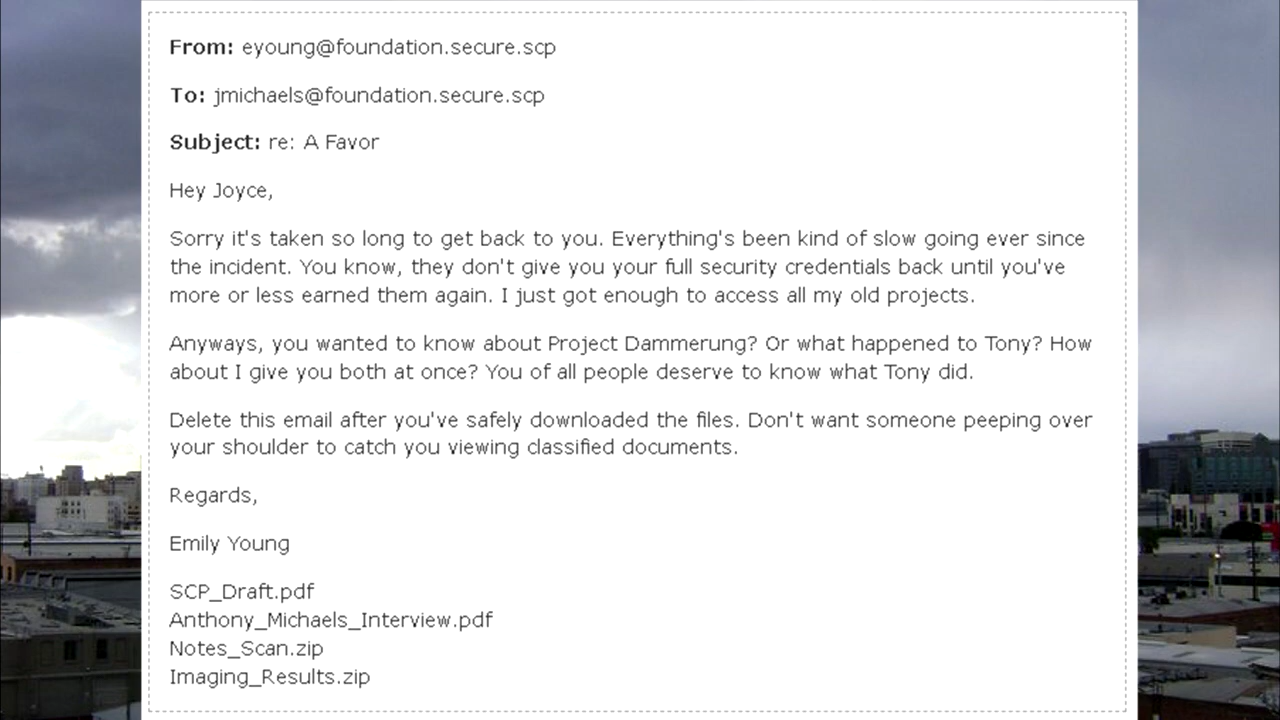 From: eyoung@foundation.secure.scp
To: jmichaels@foundation.secure.scp
Subject: re: A Favor
Hey Joyce,
Sorry it's taken so long to get back to you. Everything's been kind of slow going ever since
the incident. You know, they don't give you your full security credentials back until you've
more or less earned them again. I just got enough to access all my old projects.
Anyways, you wanted to know about Project Dammerung? Or what happened to Tony? How
about I give you both at once? You of all people deserve to know what Tony did.
Delete this email after you've safely downloaded the files. Don't want someone peeping over
your shoulder to catch you viewing classified documents.
Regards,
Emily Young
SCP_Draft.pdf
Anthony_Michaels_Interview.pdf
Notes_Scan.zip
Imaging_Results.zip